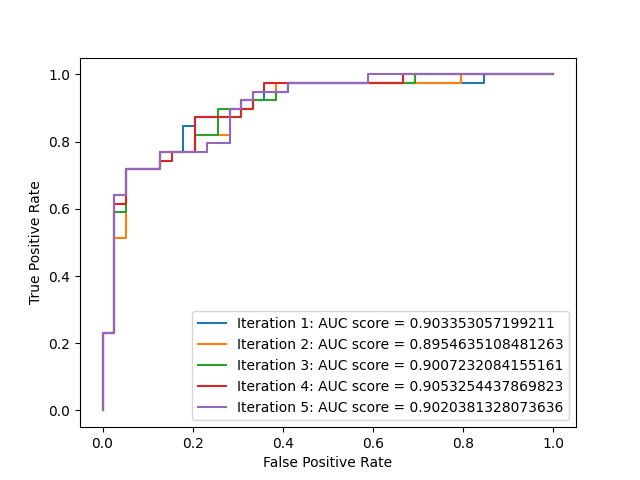 1.0
0.8
0.6
0.4
0.2
0.0
True Positive Rate
Iteration 1: AUC score = 0.903353057199211
Iteration 2: AUC score = 0.8954635108481263
Iteration 3: AUC score = 0.9007232084155161
Iteration 4: AUC score = 0.9053254437869823
Iteration 5: AUC score = 0.9020381328073636
0.0 0.2 0.4 0.6 0.8 1.0
False Positive Rate